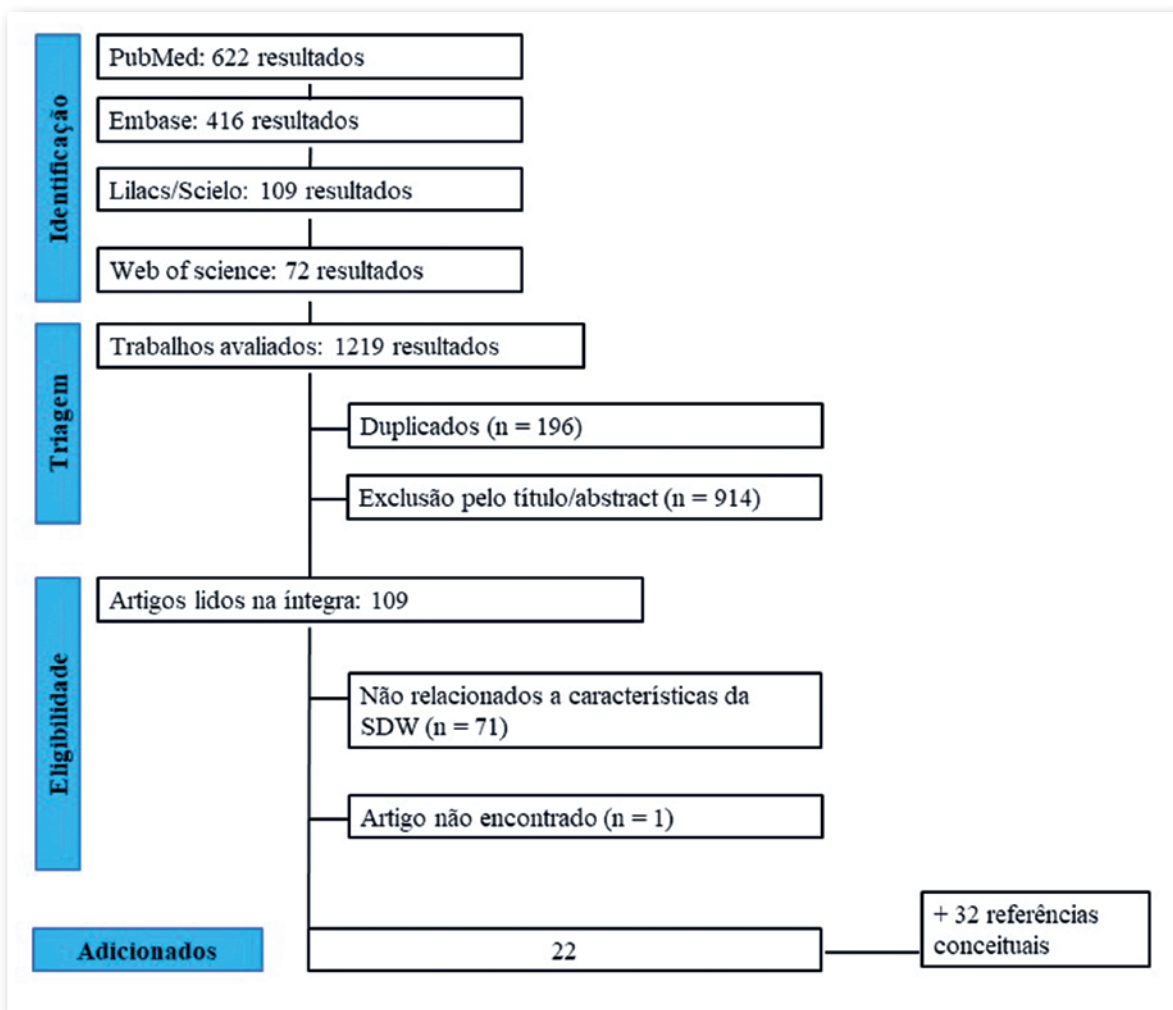 Identificação
PubMed: 622 resultados
Embase: 416 resultados
Lilacs/Scielo: 109 resultados
Web of science: 72 resultados
Triagem
Trabalhos avaliados: 1219 resultados
Duplicados (n = 196)
Exclusão pelo título/abstract (n = 914)
Eligibilidade
Artigos lidos na íntegra: 109
Não relacionados a características da
SDW (n = 71)
Artigo não encontrado (n = 1)
Adicionados
22
+ 32 referências
conceituais